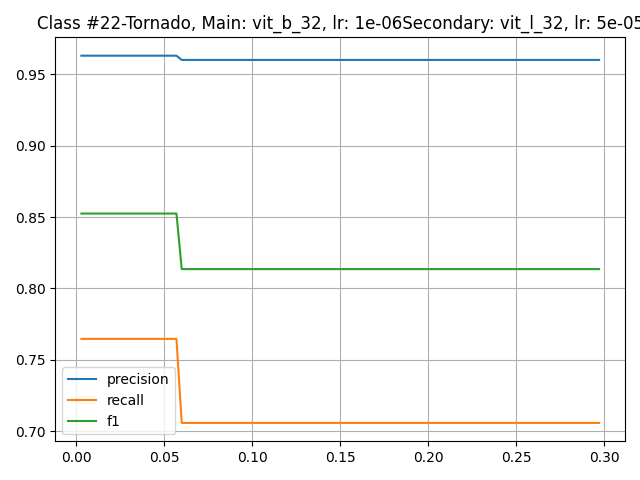 Class #22-Tornado, Main: vit_b_32, lr: 1e-06Secondary: vit_l_32, lr: 5e-05
0.95
0.90
0.85
0.80
0.75
0.70
precision
recall
f1
0.00 0.05 0.10 0.15 0.20 0.25 0.30